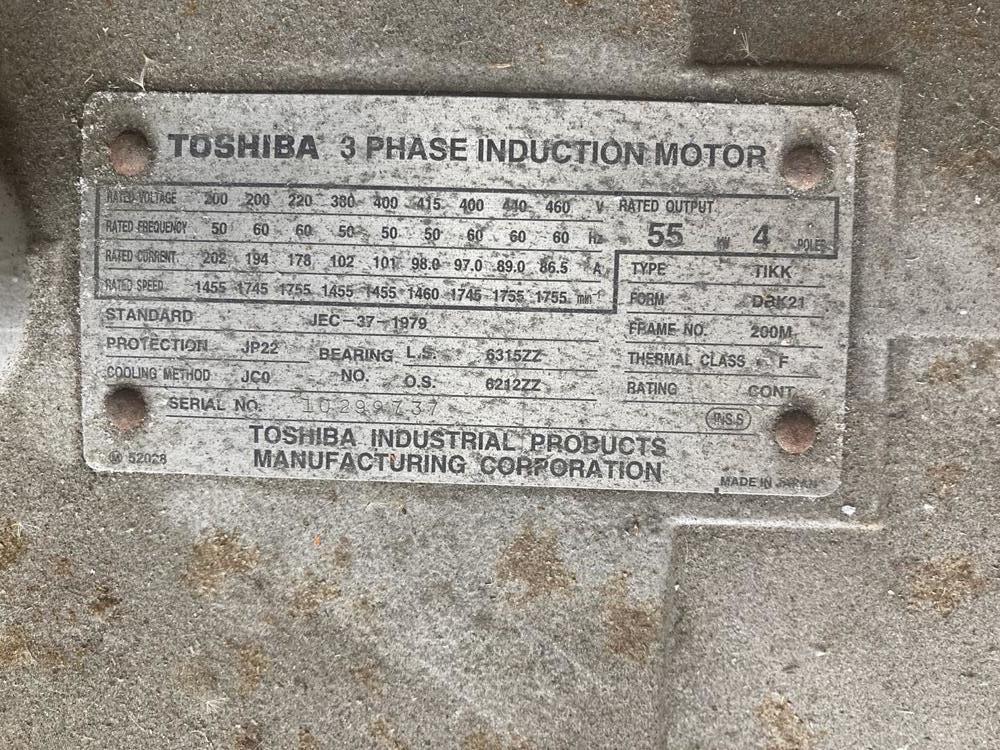 TOSHIBA 3 PHASE INDUCTION MOTOR
RATED VOLTAGE 200 200 220 380 400 415 400 440 460 V
RATED FREQUENCY 50 60 60 50 50 50 60 60 60 Hz
RATED CURRENT 202 194 178 102 101 98.0 97.0 89.0 86.5 A
RATED SPEED 1455 1745 1755 1455 1455 1460 1745 1755 1755 min⁻¹
RATED OUTPUT
55 kW 4 POLES
TYPE TIKK
FORM DBK21
FRAME NO. 200M
THERMAL CLASS F
RATING CONT.
STANDARD JEC-37-1979
PROTECTION JP22
COOLING METHOD JC0
BEARING NO. L.S. 6315ZZ
O.S. 6212ZZ
SERIAL NO. 10299737
INS.S
TOSHIBA INDUSTRIAL PRODUCTS
MANUFACTURING CORPORATION
M 52028
MADE IN JAPAN